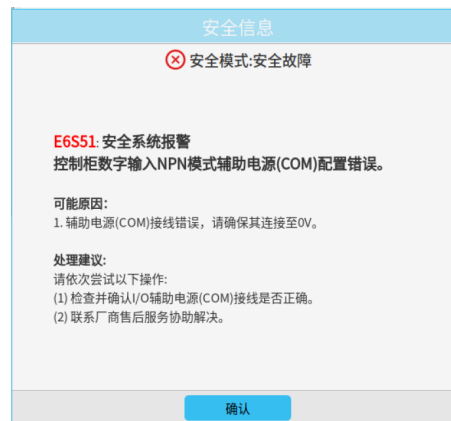 安全信息
安全模式:安全故障
E6S51: 安全系统报警
控制柜数字输入NPN模式辅助电源(COM)配置错误。
可能原因:
1. 辅助电源(COM)接线错误，请确保其连接至0V。
处理建议:
请依次尝试以下操作:
(1) 检查并确认I/O辅助电源(COM)接线是否正确。
(2) 联系厂商售后服务协助解决。
确认